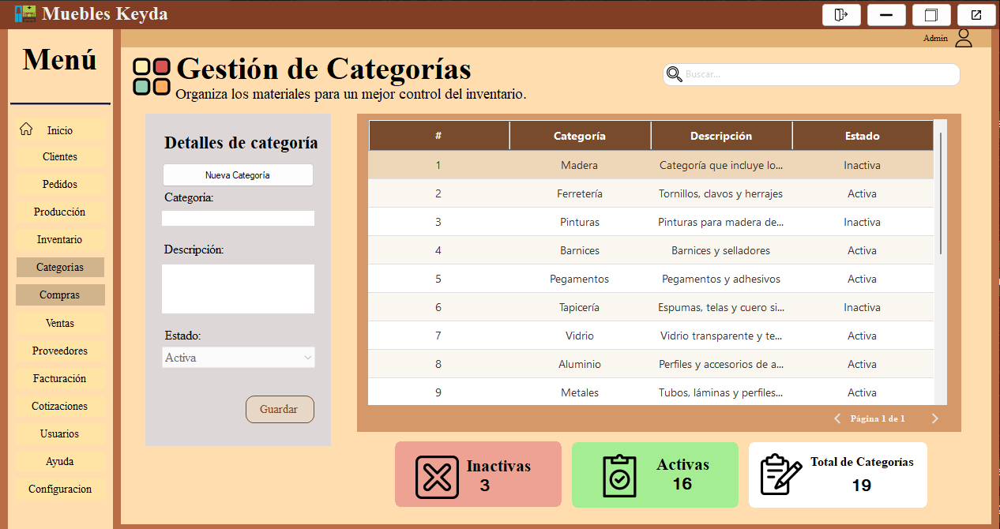 Muebles Keyda
Admin
Menú
Inicio
Clientes
Pedidos
Producción
Inventario
Categorias
Compras
Ventas
Proveedores
Facturación
Cotizaciones
Usuarios
Ayuda
Configuracion
Gestión de Categorías
Organiza los materiales para un mejor control del inventario.
Buscar...
Detalles de categoría
Nueva Categoría
Categoria:
Descripción:
Estado:
Activa
Guardar
# Categoría Descripción Estado
1 Madera Categoría que incluye lo... Inactiva
2 Ferretería Tornillos, clavos y herrajes Activa
3 Pinturas Pinturas para madera de... Inactiva
4 Barnices Barnices y selladores Activa
5 Pegamentos Pegamentos y adhesivos Activa
6 Tapicería Espumas, telas y cuero si... Inactiva
7 Vidrio Vidrio transparente y te... Activa
8 Aluminio Perfiles y accesorios de a... Activa
9 Metales Tubos, láminas y perfiles... Activa
Página 1 de 1
Inactivas
3
Activas
16
Total de Categorías
19